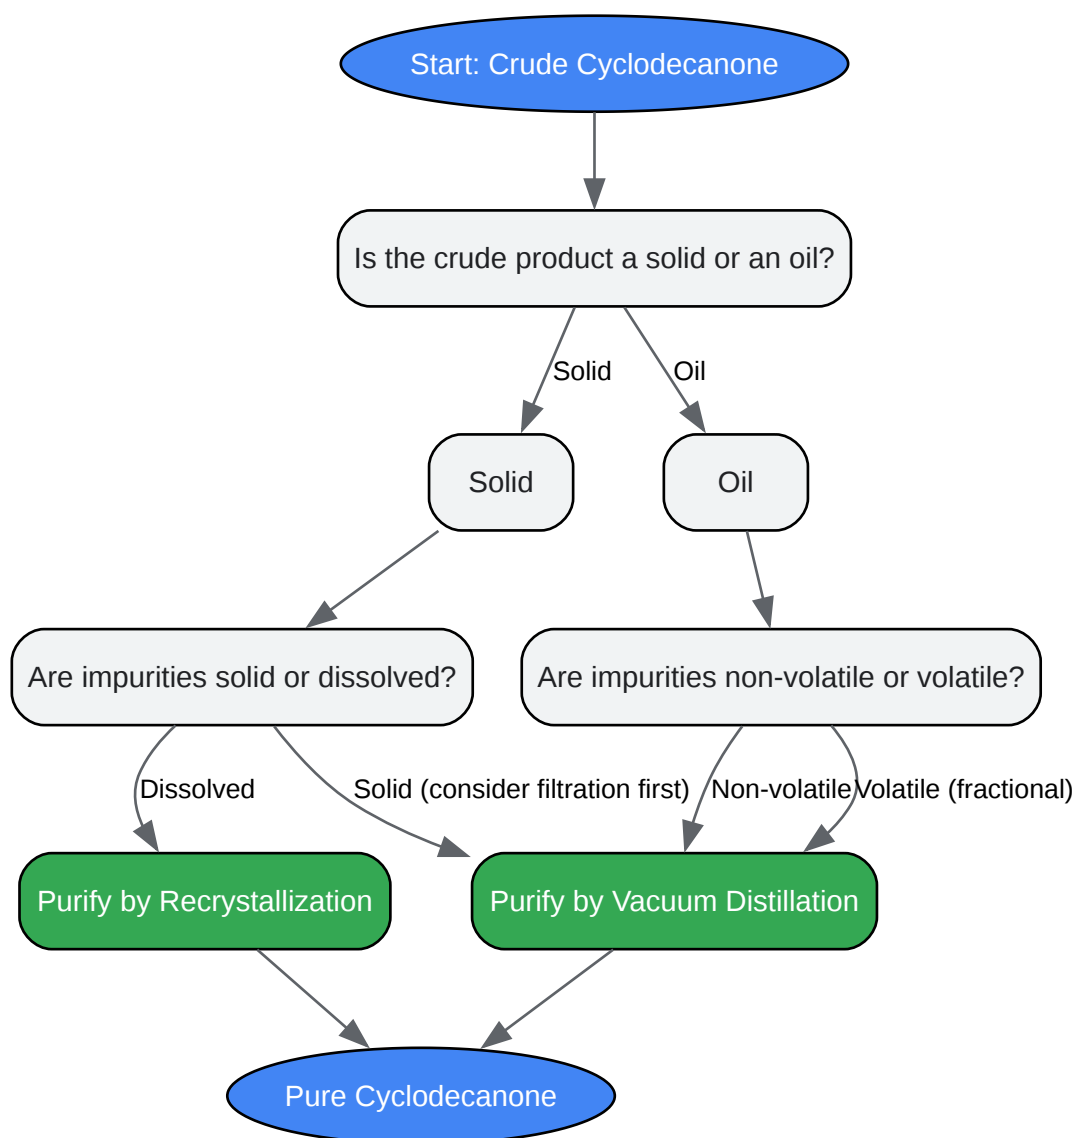 Start: Crude Cyclodecanone
Is the crude product a solid or an oil?
Solid
Oil
Solid
Oil
Are impurities solid or dissolved?
Are impurities non-volatile or volatile?
Dissolved
Solid (consider filtration first)
Non-volatile
Volatile (fractional)
Purify by Recrystallization
Purify by Vacuum Distillation
Pure Cyclodecanone